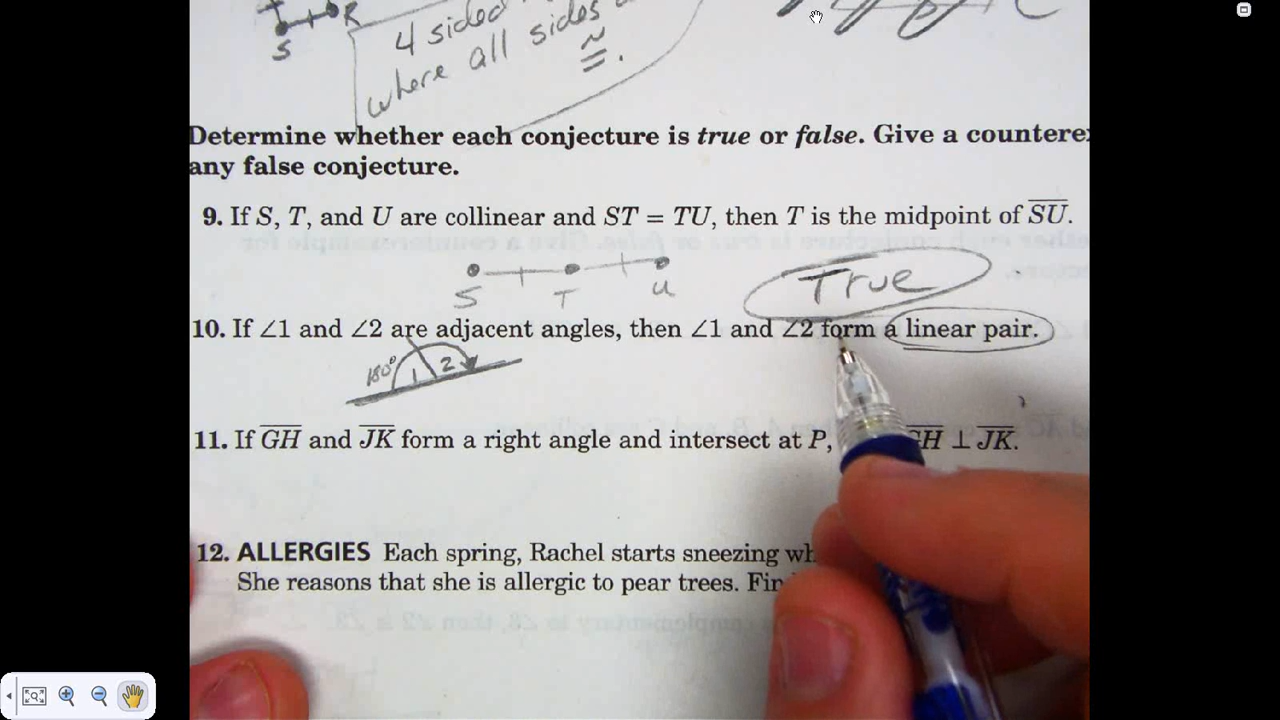 R
S
4 sided
where all sides
≅.
Determine whether each conjecture is true or false. Give a
any false conjecture.
9. If S, T, and U are collinear and ST = TU, then T is the midpoint of SU.
S T U
True
10. If ∠1 and ∠2 are adjacent angles, then ∠1 and ∠2 form a linear pair.
180° 1 2
11. If GH and JK form a right angle and intersect at P, GH ⊥ JK.
12. ALLERGIES Each spring, Rachel starts sneezing
She reasons that she is allergic to pear trees.